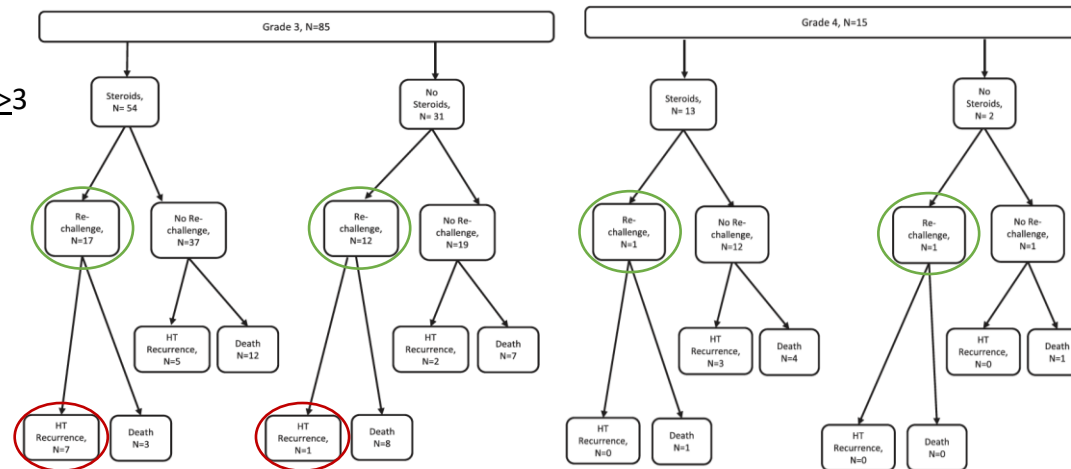 Grade 3, N=85
Grade 4, N=15
≥3
Steroids,
N= 54
No
Steroids,
N= 31
Steroids,
N= 13
No
Steroids,
N= 2
Re-
challenge,
N=17
No Re-
challenge,
N=37
Re-
challenge,
N=12
No Re-
challenge,
N=19
Re-
challenge,
N=1
No Re-
challenge,
N=12
Re-
challenge,
N=1
No Re-
challenge,
N=1
HT
Recurrence,
N=5
Death
N=12
HT
Recurrence,
N=2
Death
N=7
HT
Recurrence,
N=3
Death
N=4
HT
Recurrence,
N=0
Death
N=1
HT
Recurrence,
N=7
Death
N=3
HT
Recurrence,
N=1
Death
N=8
HT
Recurrence,
N=0
Death
N=1
HT
Recurrence,
N=0
Death
N=0